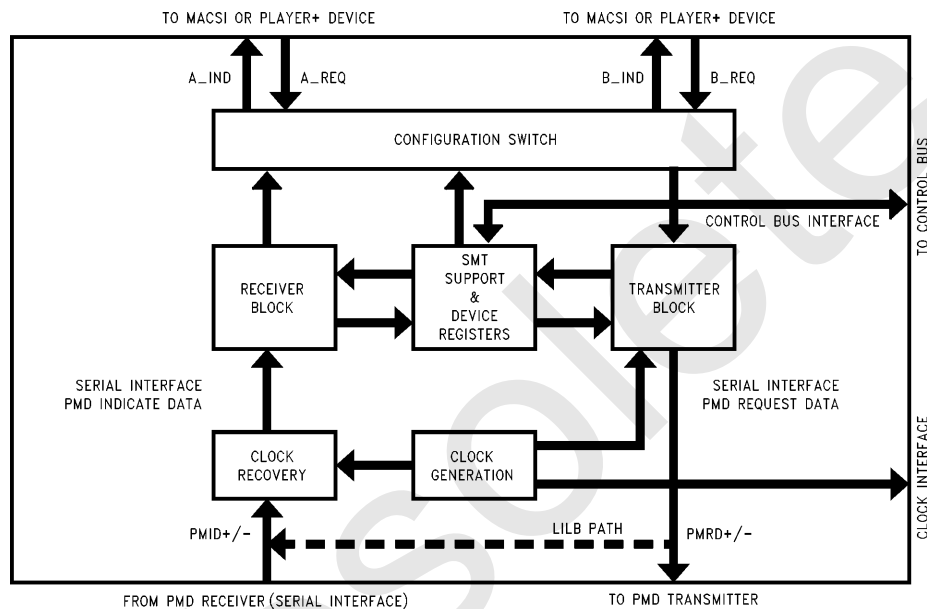 TO MACSI OR PLAYER+ DEVICE
TO MACSI OR PLAYER+ DEVICE
A_IND
A_REQ
B_IND
B_REQ
CONFIGURATION SWITCH
TO CONTROL BUS
CONTROL BUS INTERFACE
RECEIVER
BLOCK
SMT
SUPPORT
&
DEVICE
REGISTERS
TRANSMITTER
BLOCK
SERIAL INTERFACE
PMD INDICATE DATA
SERIAL INTERFACE
PMD REQUEST DATA
CLOCK
RECOVERY
CLOCK
GENERATION
CLOCK INTERFACE
PMID+/-
LILB PATH
PMRD+/-
FROM PMD RECEIVER (SERIAL INTERFACE)
TO PMD TRANSMITTER
solete